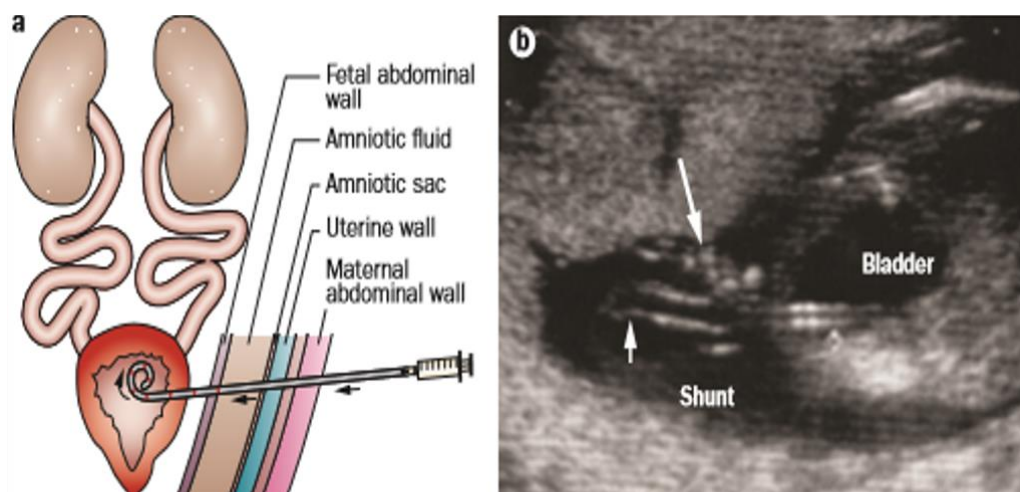 a
Fetal abdominal
wall
Amniotic fluid
Amniotic sac
Uterine wall
Maternal
abdominal wall
b
Bladder
Shunt